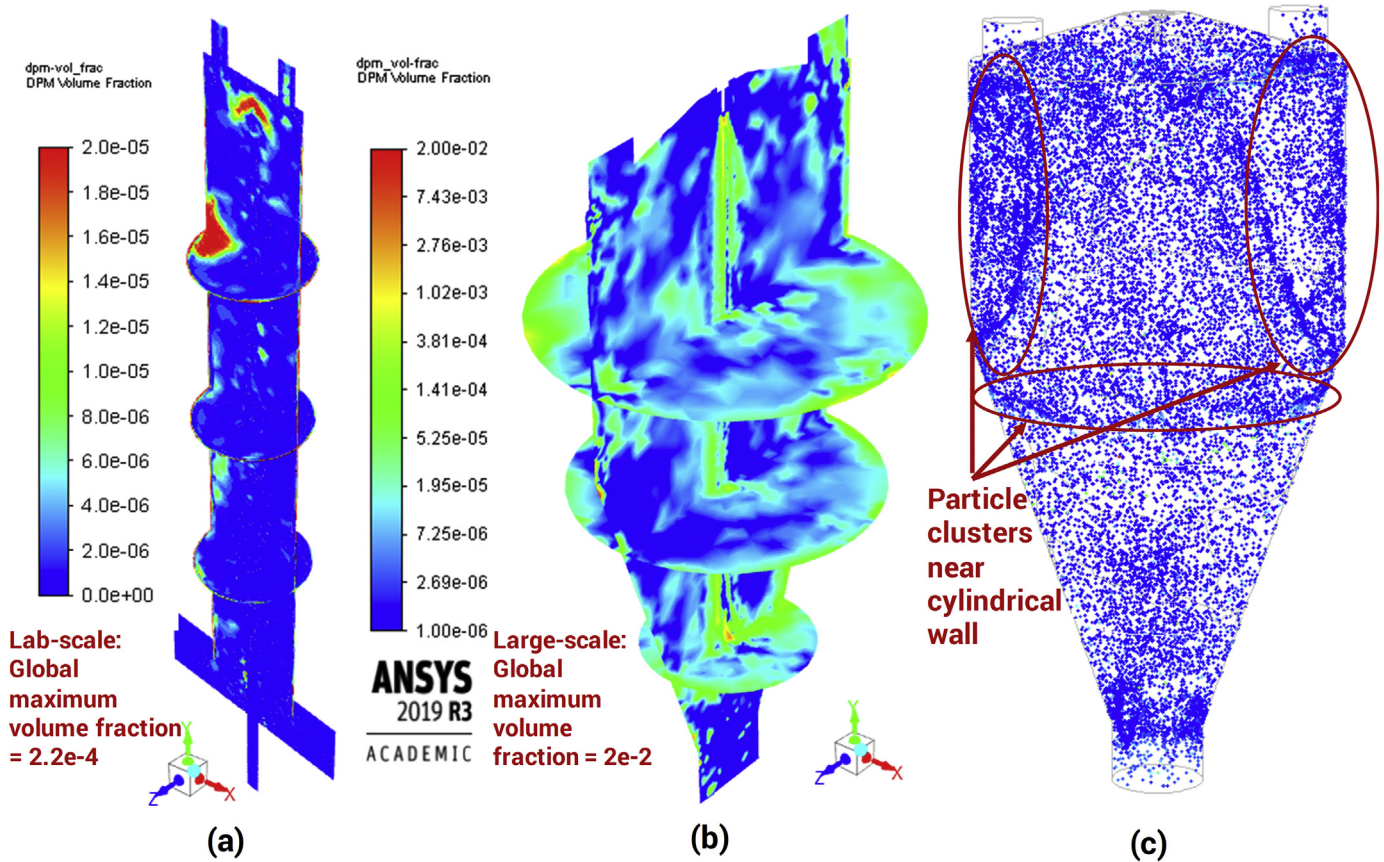 dpm-vol_frac
DPM Volume Fraction
2.0e-05
1.8e-05
1.6e-05
1.4e-05
1.2e-05
1.0e-05
8.0e-06
6.0e-06
4.0e-06
2.0e-06
0.0e+00
Lab-scale:
Global
maximum
volume fraction
= 2.2e-4
Y
Z
X
(a)
dpm_vol-frac
DPM Volume Fraction
2.00e-02
7.43e-03
2.76e-03
1.02e-03
3.81e-04
1.41e-04
5.25e-05
1.95e-05
7.25e-06
2.69e-06
1.00e-06
ANSYS
2019 R3
ACADEMIC
Large-scale:
Global
maximum
volume
fraction = 2e-2
Y
Z
X
(b)
Particle
clusters
near
cylindrical
wall
(c)